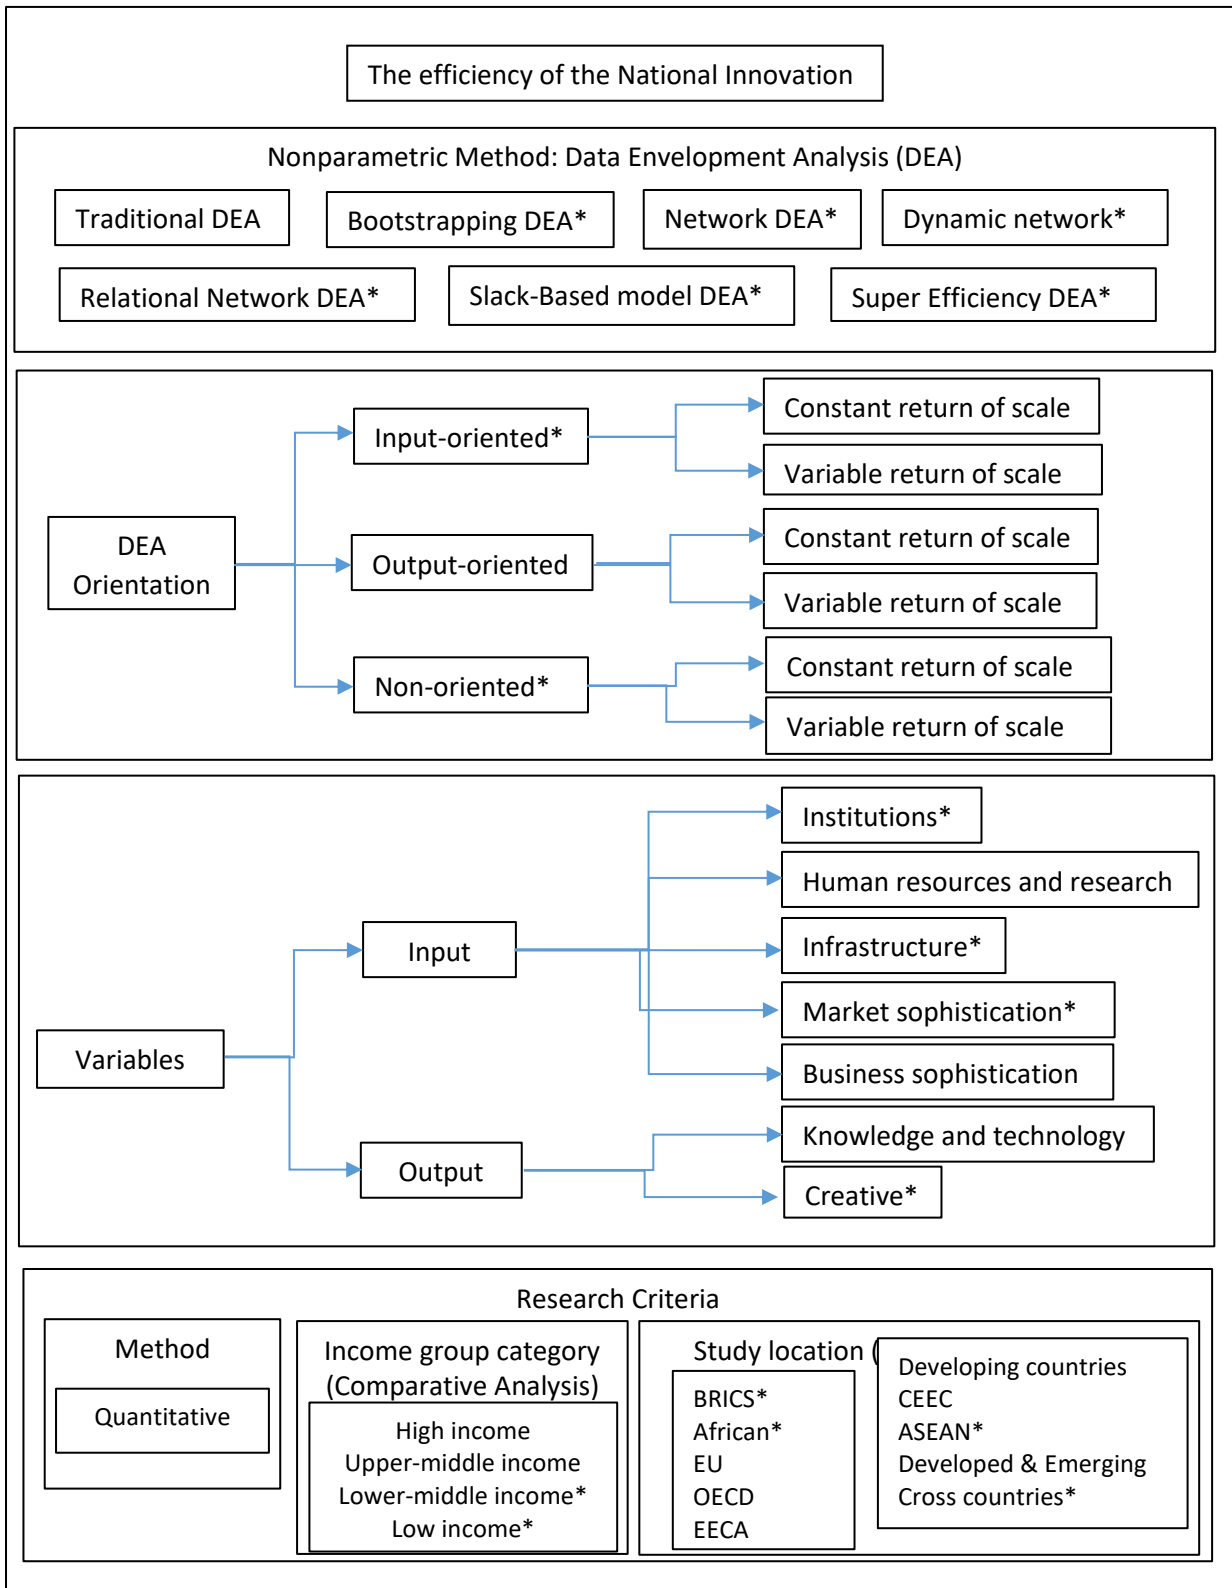 The efficiency of the National Innovation
Nonparametric Method: Data Envelopment Analysis (DEA)
Traditional DEA
Bootstrapping DEA*
Network DEA*
Dynamic network*
Relational Network DEA*
Slack-Based model DEA*
Super Efficiency DEA*
DEA
Orientation
Input-oriented*
Constant return of scale
Variable return of scale
Output-oriented
Constant return of scale
Variable return of scale
Non-oriented*
Constant return of scale
Variable return of scale
Variables
Input
Institutions*
Human resources and research
Infrastructure*
Market sophistication*
Business sophistication
Output
Knowledge and technology
Creative*
Research Criteria
Method
Quantitative
Income group category
(Comparative Analysis)
High income
Upper-middle income
Lower-middle income*
Low income*
Study location (
BRICS*
African*
EU
OECD
EECA
Developing countries
CEEC
ASEAN*
Developed & Emerging
Cross countries*